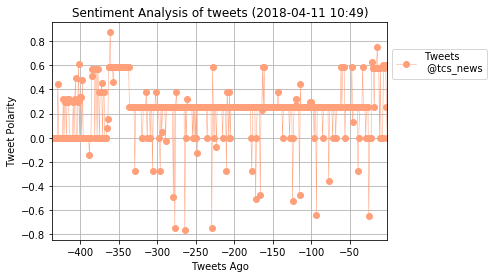 Sentiment Analysis of tweets (2018-04-11 10:49)
Tweets
@tcs_news
Tweet Polarity
0.8
0.6
0.4
0.2
0.0
−0.2
−0.4
−0.6
−0.8
−400 −350 −300 −250 −200 −150 −100 −50
Tweets Ago